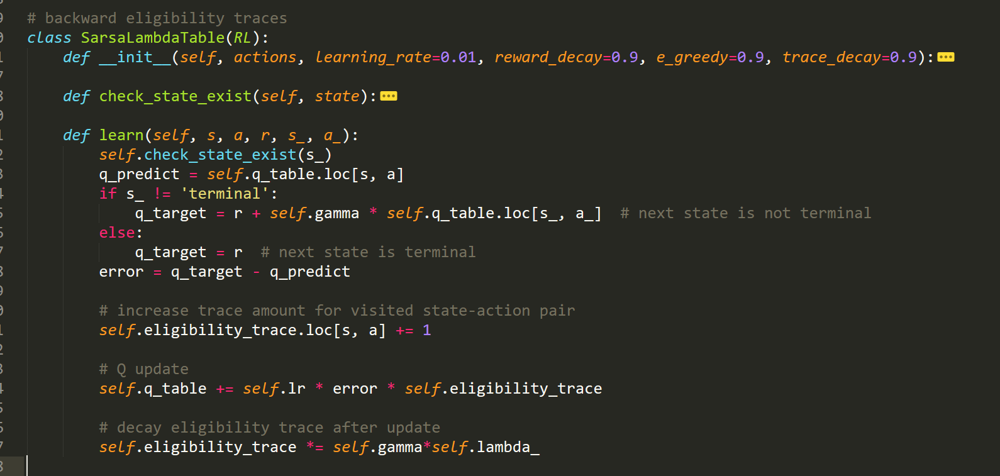 # backward eligibility traces
class SarsaLambdaTable(RL):
    def __init__(self, actions, learning_rate=0.01, reward_decay=0.9, e_greedy=0.9, trace_decay=0.9):
    def check_state_exist(self, state):
    def learn(self, s, a, r, s_, a_):
        self.check_state_exist(s_)
        q_predict = self.q_table.loc[s, a]
        if s_ != 'terminal':
            q_target = r + self.gamma * self.q_table.loc[s_, a_]  # next state is not terminal
        else:
            q_target = r  # next state is terminal
        error = q_target - q_predict
        # increase trace amount for visited state-action pair
        self.eligibility_trace.loc[s, a] += 1
        # Q update
        self.q_table += self.lr * error * self.eligibility_trace
        # decay eligibility trace after update
        self.eligibility_trace *= self.gamma*self.lambda_